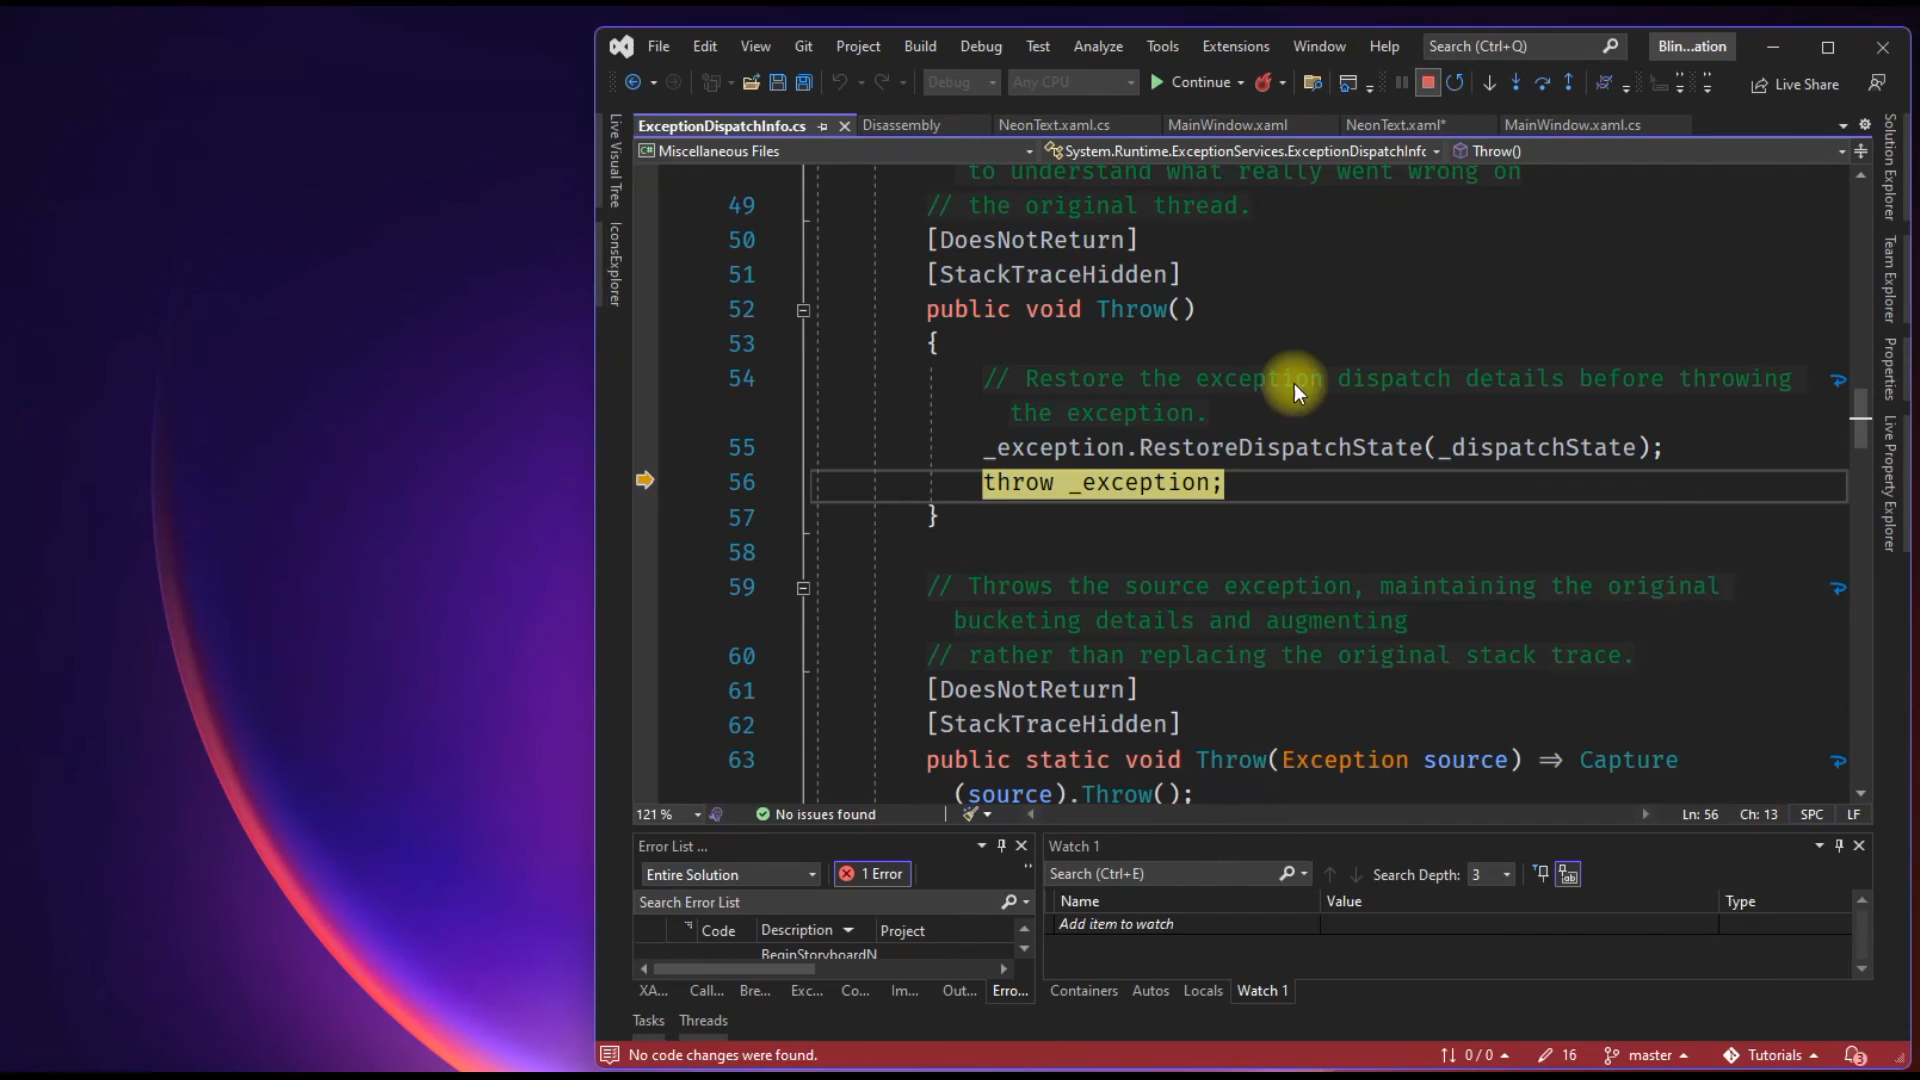 File Edit View Git Project Build Debug Test Analyze Tools Extensions Window Help Search (Ctrl+Q) Blin...ation
Debug Any CPU Continue Live Share
ExceptionDispatchInfo.cs Disassembly NeonText.xaml.cs MainWindow.xaml NeonText.xaml* MainWindow.xaml.cs
C# Miscellaneous Files System.Runtime.ExceptionServices.ExceptionDispatchInfo Throw()
Live Visual Tree
IconsExplorer
to understand what really went wrong on
49 // the original thread.
50 [DoesNotReturn]
51 [StackTraceHidden]
52 public void Throw()
53 {
54 // Restore the exception dispatch details before throwing
the exception.
55 _exception.RestoreDispatchState(_dispatchState);
56 throw _exception;
57 }
58
59 // Throws the source exception, maintaining the original
bucketing details and augmenting
60 // rather than replacing the original stack trace.
61 [DoesNotReturn]
62 [StackTraceHidden]
63 public static void Throw(Exception source) => Capture
(source).Throw();
Solution Explorer
Team Explorer
Properties
Live Property Explorer
121 % No issues found Ln: 56 Ch: 13 SPC LF
Error List ...
Entire Solution 1 Error
Search Error List
Code Description Project
BeginStoryboardN
XA... Call... Bre... Exc... Co... Im... Out... Erro...
Watch 1
Search (Ctrl+E) Search Depth: 3
Name Value Type
Add item to watch
Containers Autos Locals Watch 1
Tasks Threads
No code changes were found. 0 / 0 16 master Tutorials 3